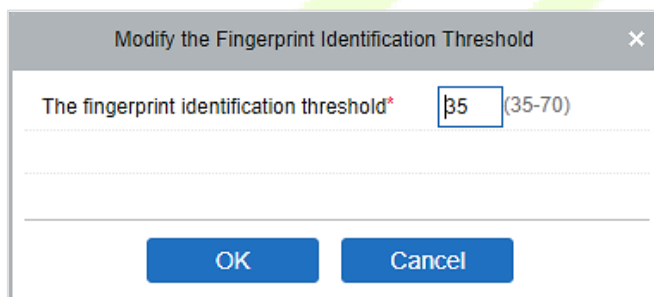 Modify the Fingerprint Identification Threshold ×
The fingerprint identification threshold* 35 (35-70)
OK Cancel